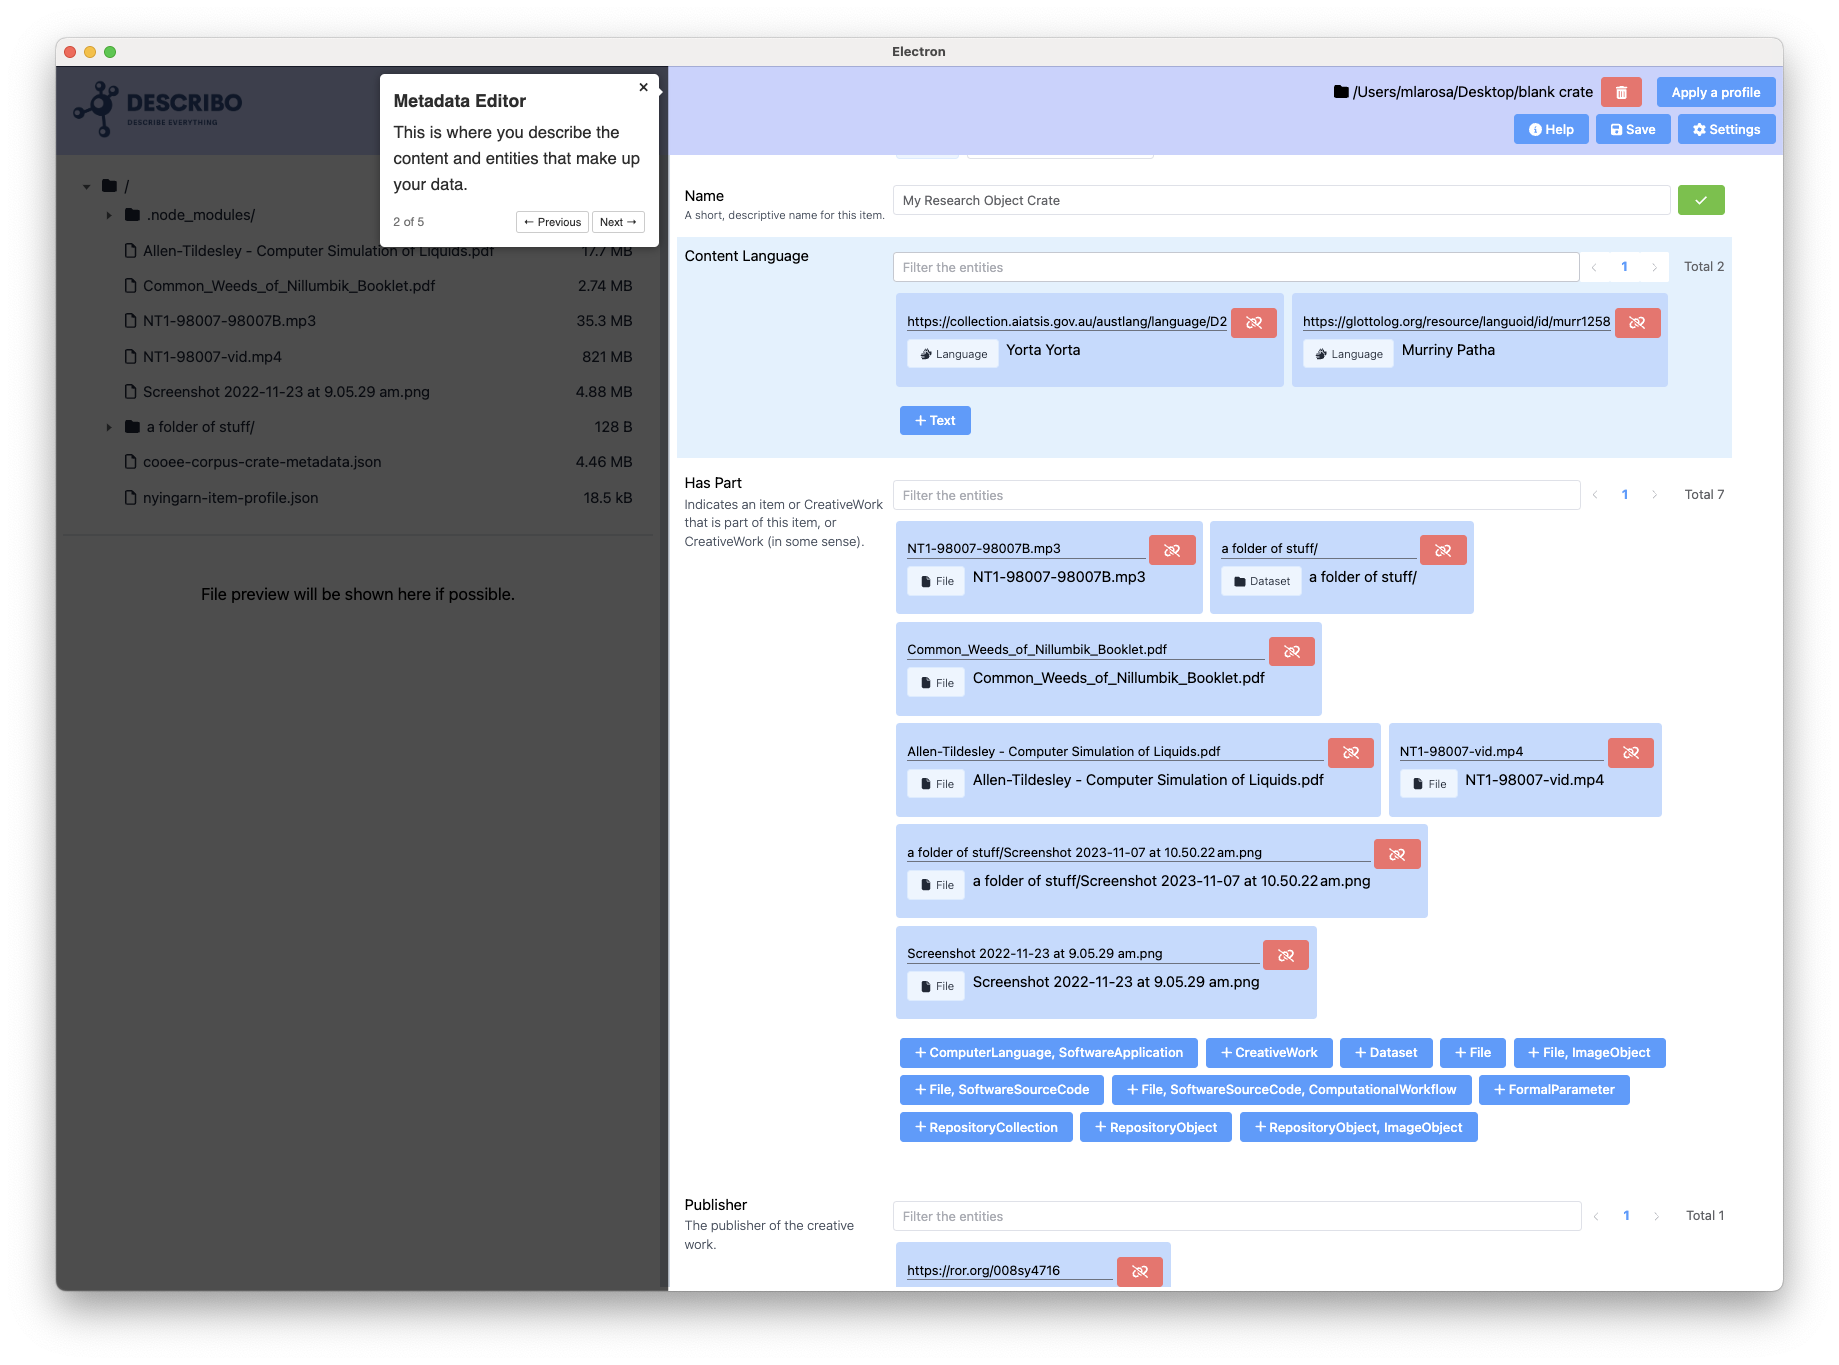 Electron
DESCRIBO
DESCRIBE EVERYTHING
Metadata Editor
This is where you describe the
content and entities that make up
your data.
2 of 5
← Previous
Next →
/Users/mlarosa/Desktop/blank crate
Apply a profile
Help
Save
Settings
/
.node_modules/
Allen-Tildesley - Computer Simulation of Liquids.pdf 17.7 MB
Common_Weeds_of_Nillumbik_Booklet.pdf 2.74 MB
NT1-98007-98007B.mp3 35.3 MB
NT1-98007-vid.mp4 821 MB
Screenshot 2022-11-23 at 9.05.29 am.png 4.88 MB
a folder of stuff/ 128 B
cooee-corpus-crate-metadata.json 4.46 MB
nyingarn-item-profile.json 18.5 kB
File preview will be shown here if possible.
Name
A short, descriptive name for this item.
My Research Object Crate
Content Language
Filter the entities
1
Total 2
https://collection.aiatsis.gov.au/austlang/language/D2
Language Yorta Yorta
https://glottolog.org/resource/languoid/id/murr1258
Language Murriny Patha
+ Text
Has Part
Indicates an item or CreativeWork
that is part of this item, or
CreativeWork (in some sense).
Filter the entities
1
Total 7
NT1-98007-98007B.mp3
File NT1-98007-98007B.mp3
a folder of stuff/
Dataset a folder of stuff/
Common_Weeds_of_Nillumbik_Booklet.pdf
File Common_Weeds_of_Nillumbik_Booklet.pdf
Allen-Tildesley - Computer Simulation of Liquids.pdf
File Allen-Tildesley - Computer Simulation of Liquids.pdf
NT1-98007-vid.mp4
File NT1-98007-vid.mp4
a folder of stuff/Screenshot 2023-11-07 at 10.50.22 am.png
File a folder of stuff/Screenshot 2023-11-07 at 10.50.22 am.png
Screenshot 2022-11-23 at 9.05.29 am.png
File Screenshot 2022-11-23 at 9.05.29 am.png
+ ComputerLanguage, SoftwareApplication
+ CreativeWork
+ Dataset
+ File
+ File, ImageObject
+ File, SoftwareSourceCode
+ File, SoftwareSourceCode, ComputationalWorkflow
+ FormalParameter
+ RepositoryCollection
+ RepositoryObject
+ RepositoryObject, ImageObject
Publisher
The publisher of the creative
work.
Filter the entities
1
Total 1
https://ror.org/008sy4716